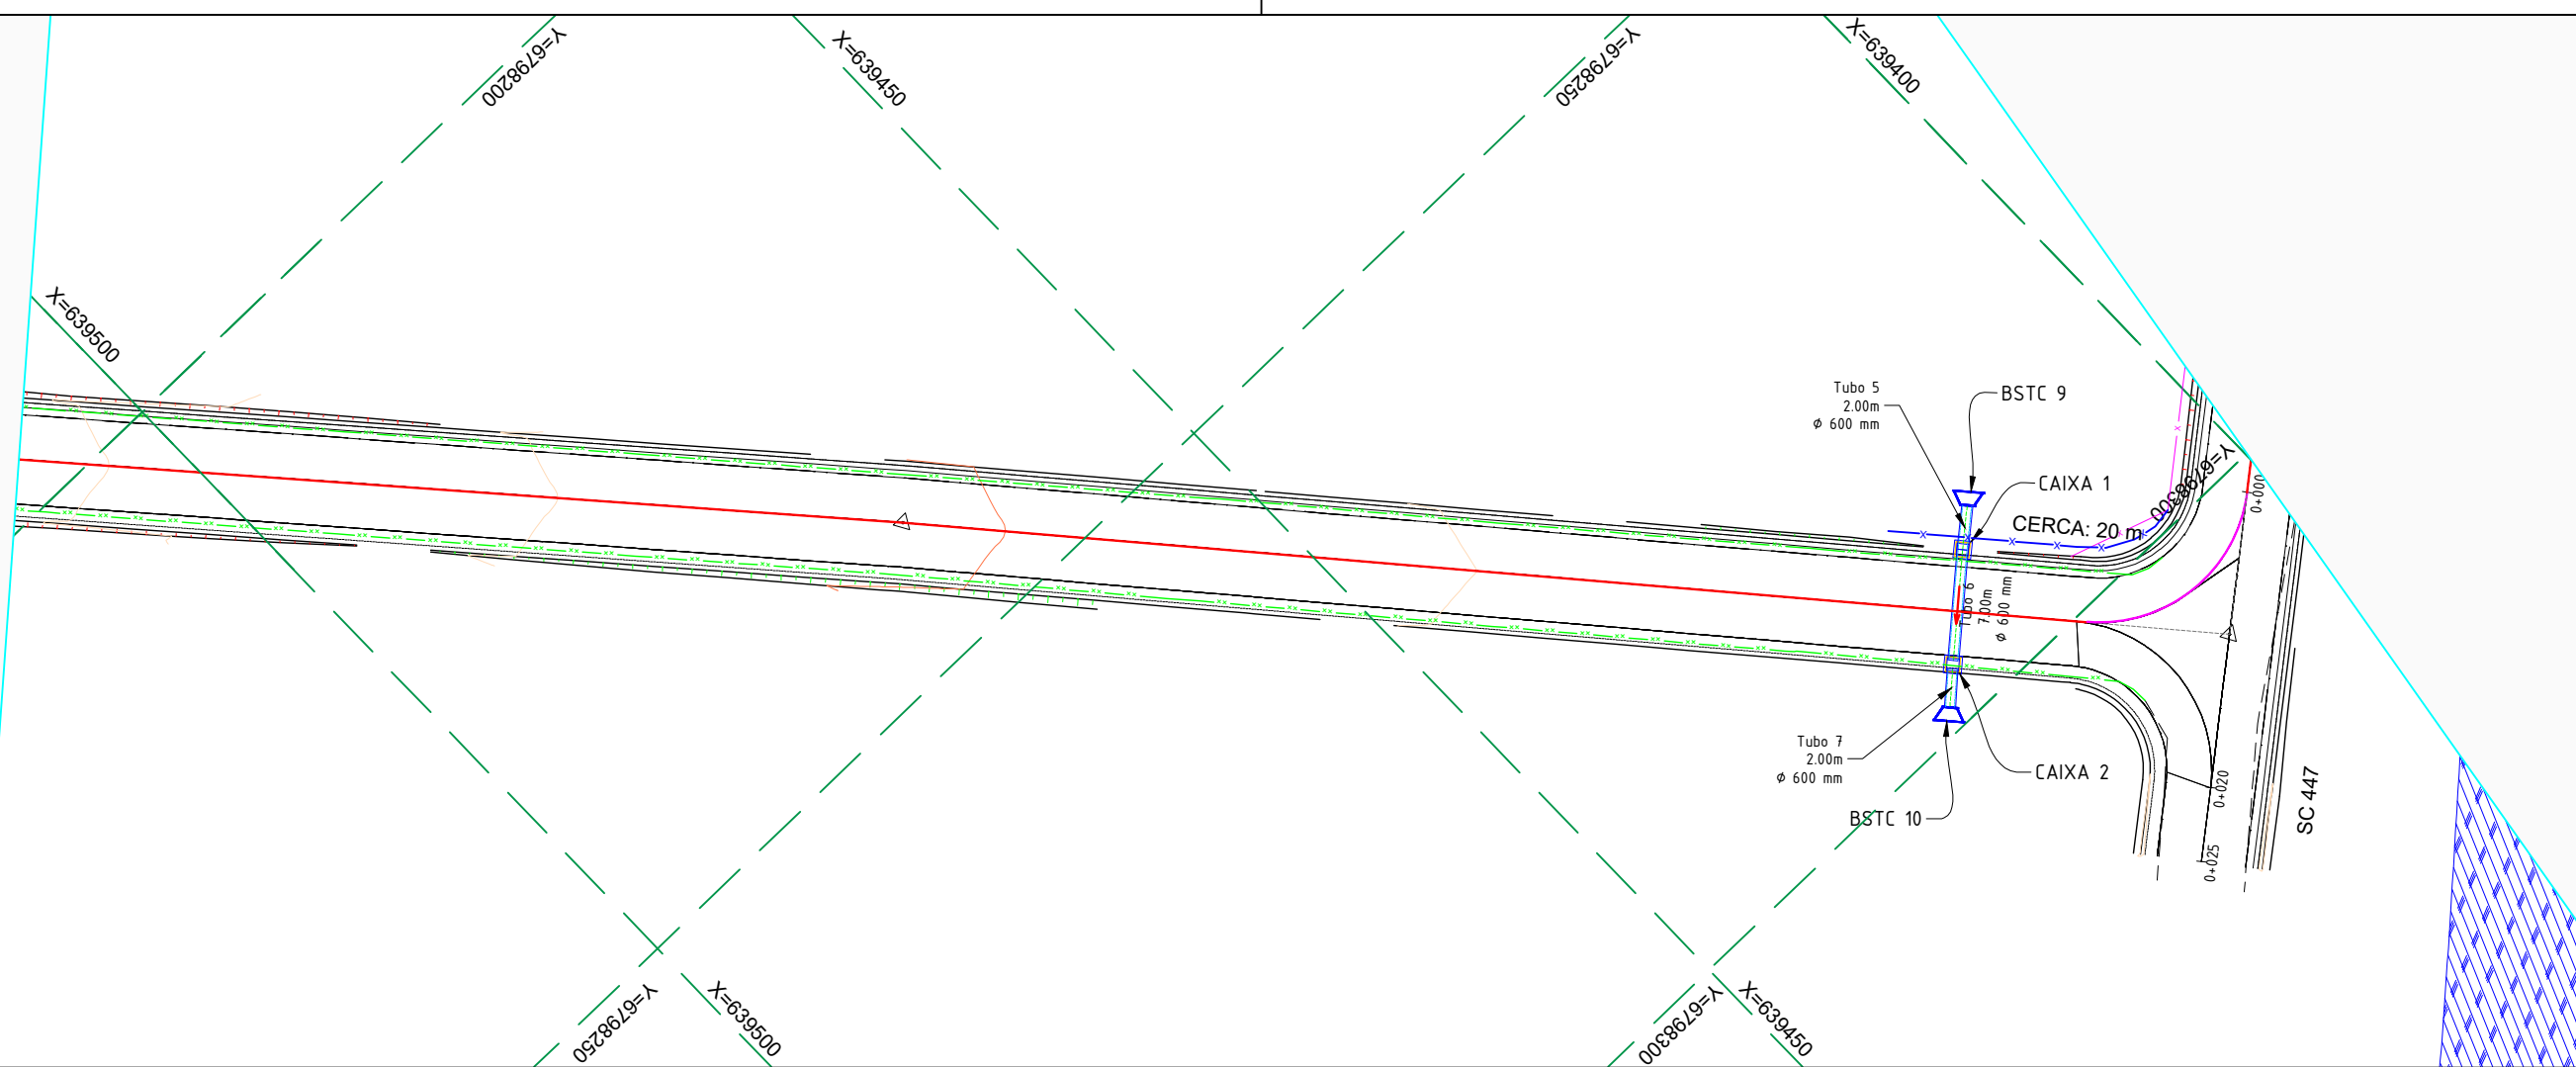 Y=6798200
X=639450
Y=6798250
X=639400
X=639500
Tubo 5
2.00m
Ø 600 mm
BSTC 9
CAIXA 1
CERCA: 20 m
Y=6798300
0+000
Tubo 6
7.00m
Ø 600 mm
Tubo 7
2.00m
Ø 600 mm
CAIXA 2
BSTC 10
0+020
SC 447
0+025
Y=6798250
X=639500
Y=6798300
X=639450